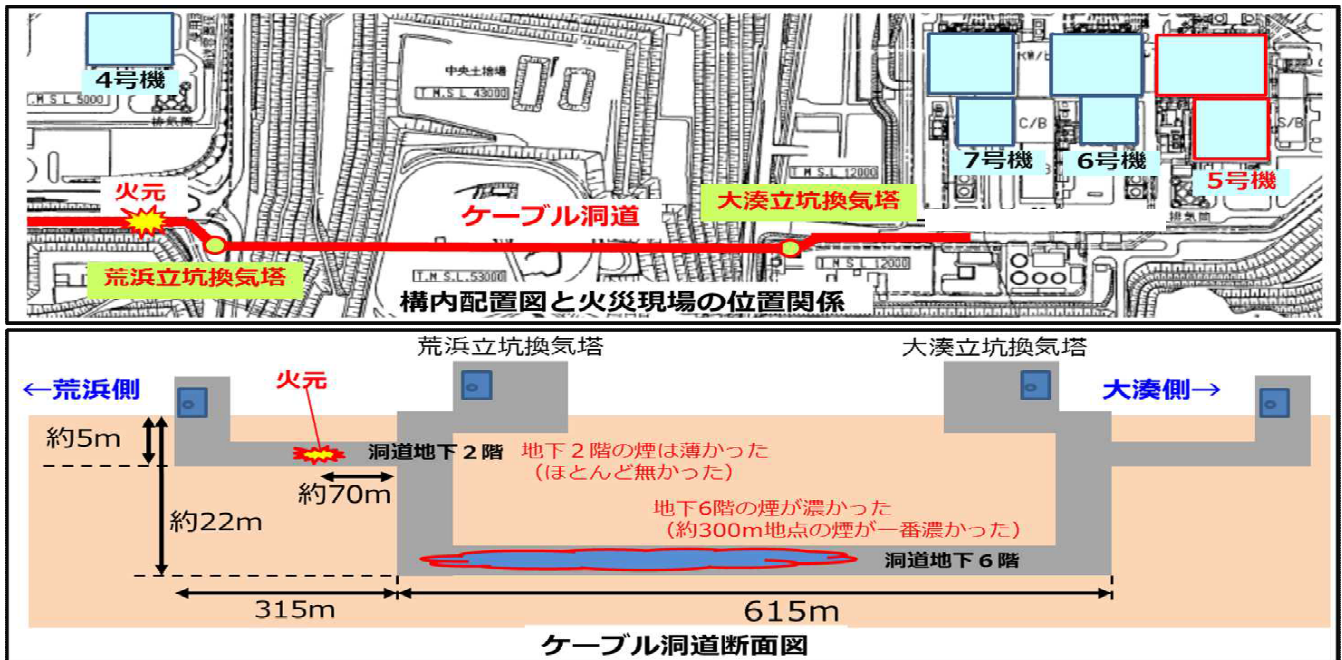 4号機
T.M.S.L.5000
排気筒
中央土捨場
T.M.S.L.43000
KW/B
C/B
S/B
7号機
6号機
5号機
T.M.S.L.12000
排気筒
火元
ケーブル洞道
大湊立坑換気塔
荒浜立坑換気塔
T.M.S.L.53000
T.M.S.L.12000
構内配置図と火災現場の位置関係
荒浜立坑換気塔
大湊立坑換気塔
←荒浜側
火元
大湊側→
約5m
洞道地下2階
地下2階の煙は薄かった
(ほとんど無かった)
約70m
約22m
地下6階の煙が濃かった
(約300m地点の煙が一番濃かった)
洞道地下6階
315m
615m
ケーブル洞道断面図